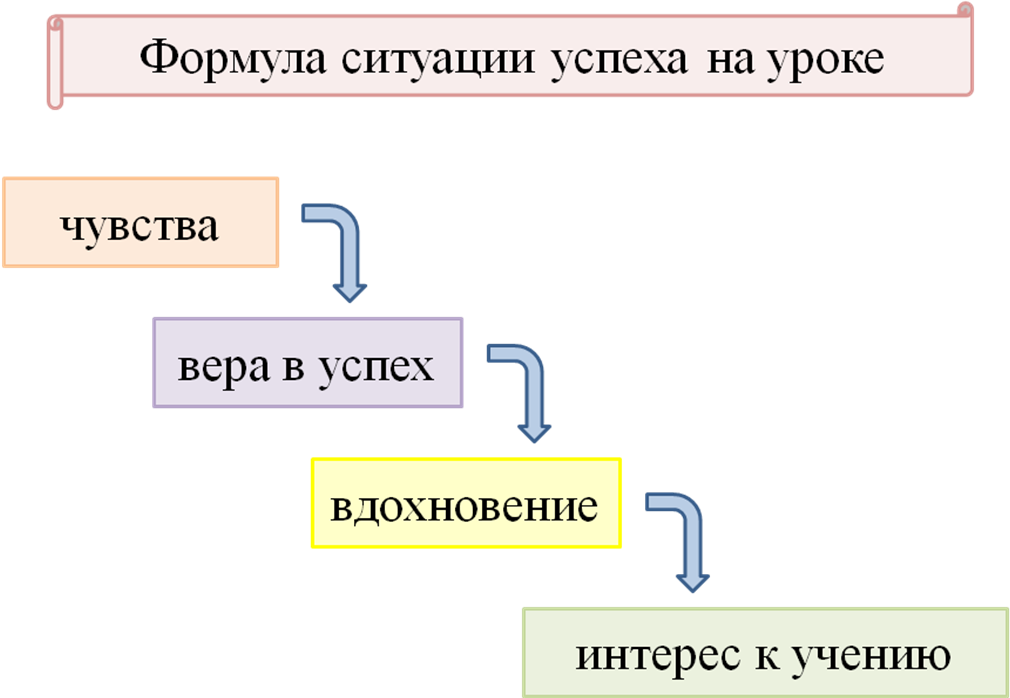 Формула ситуации успеха на уроке
чувства
вера в успех
вдохновение
интерес к учению